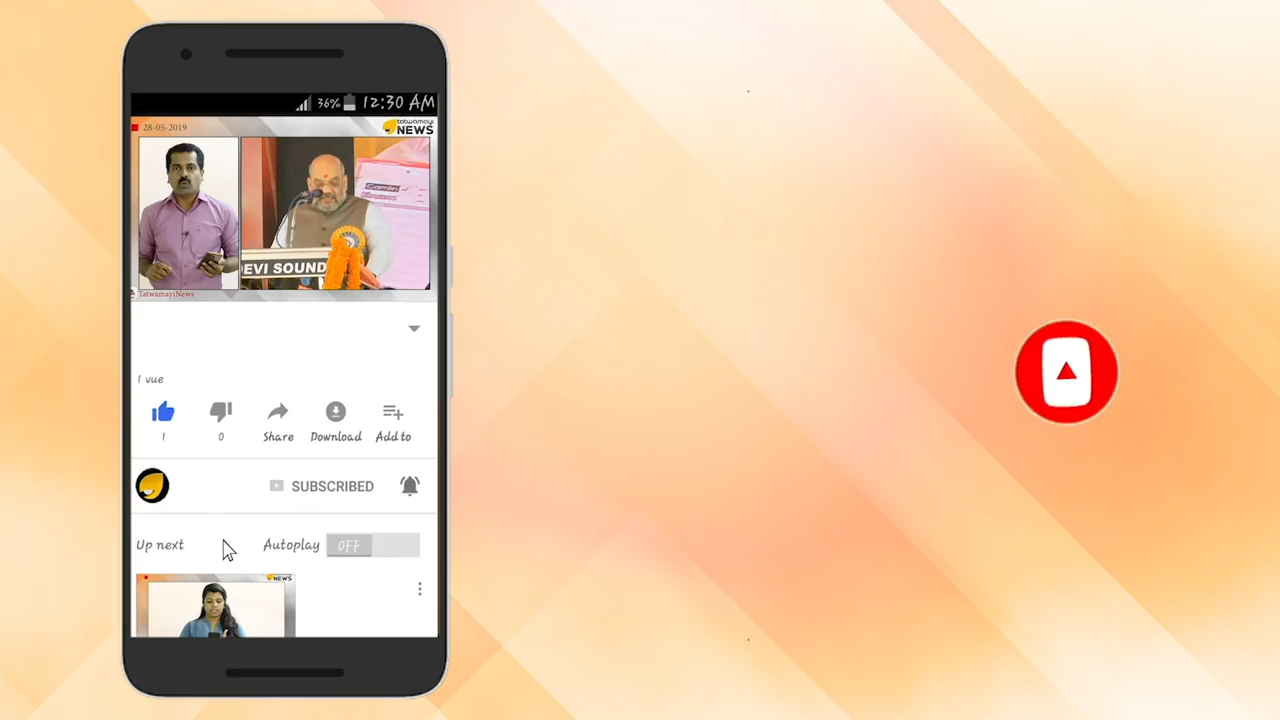 36% 12:30 AM
28-05-2019
tatwamayi
NEWS
DEVI SOUND
TatwamayiNews
1 vue
1
0
Share
Download
Add to
SUBSCRIBED
Up next
Autoplay
OFF
NEWS